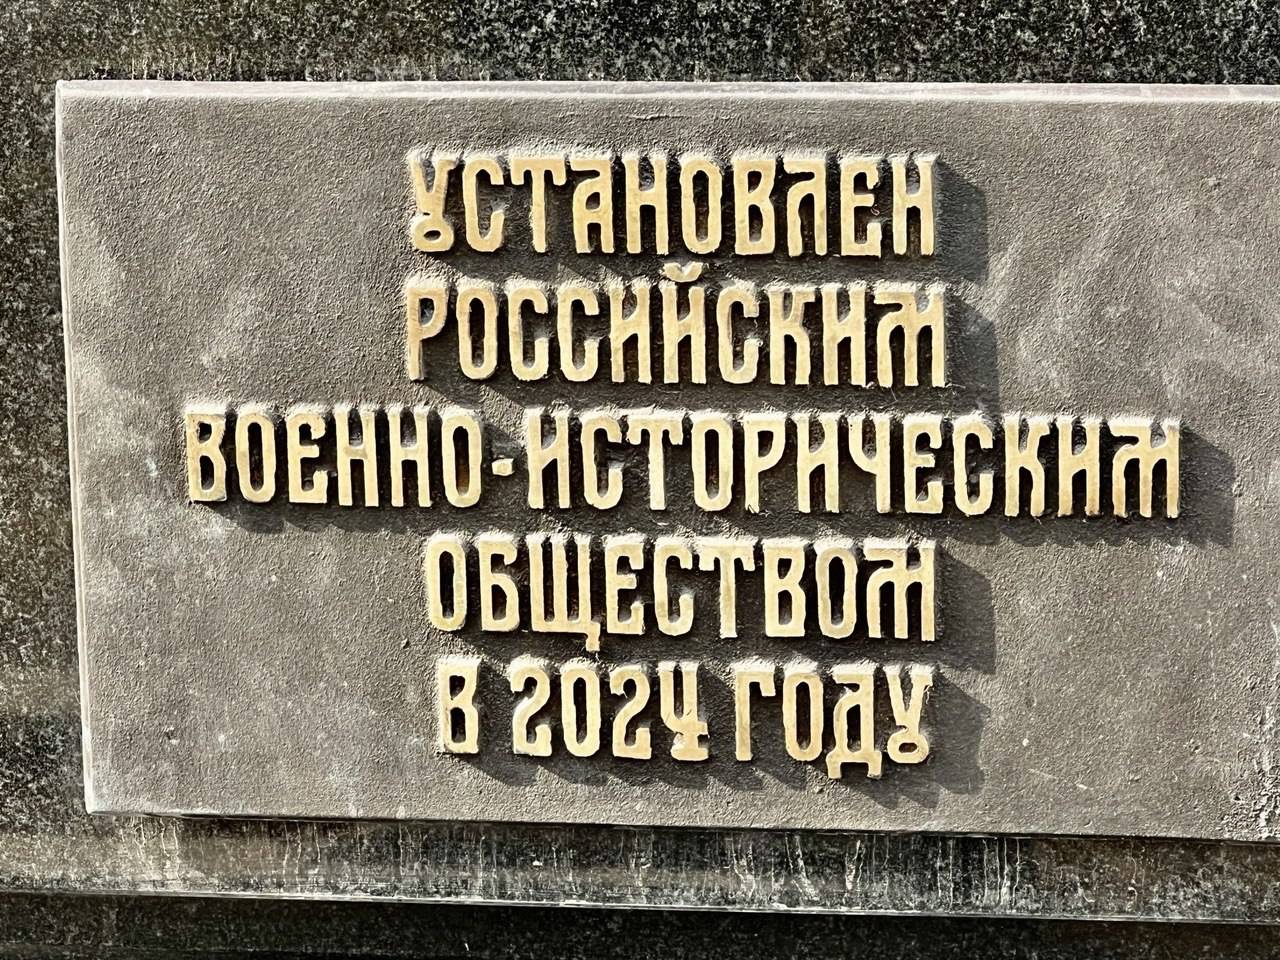 УСТАНОВЛЕН
РОССИЙСКИМ
ВОЕННО-ИСТОРИЧЕСКИМ
ОБЩЕСТВОМ
В 2024 ГОДУ